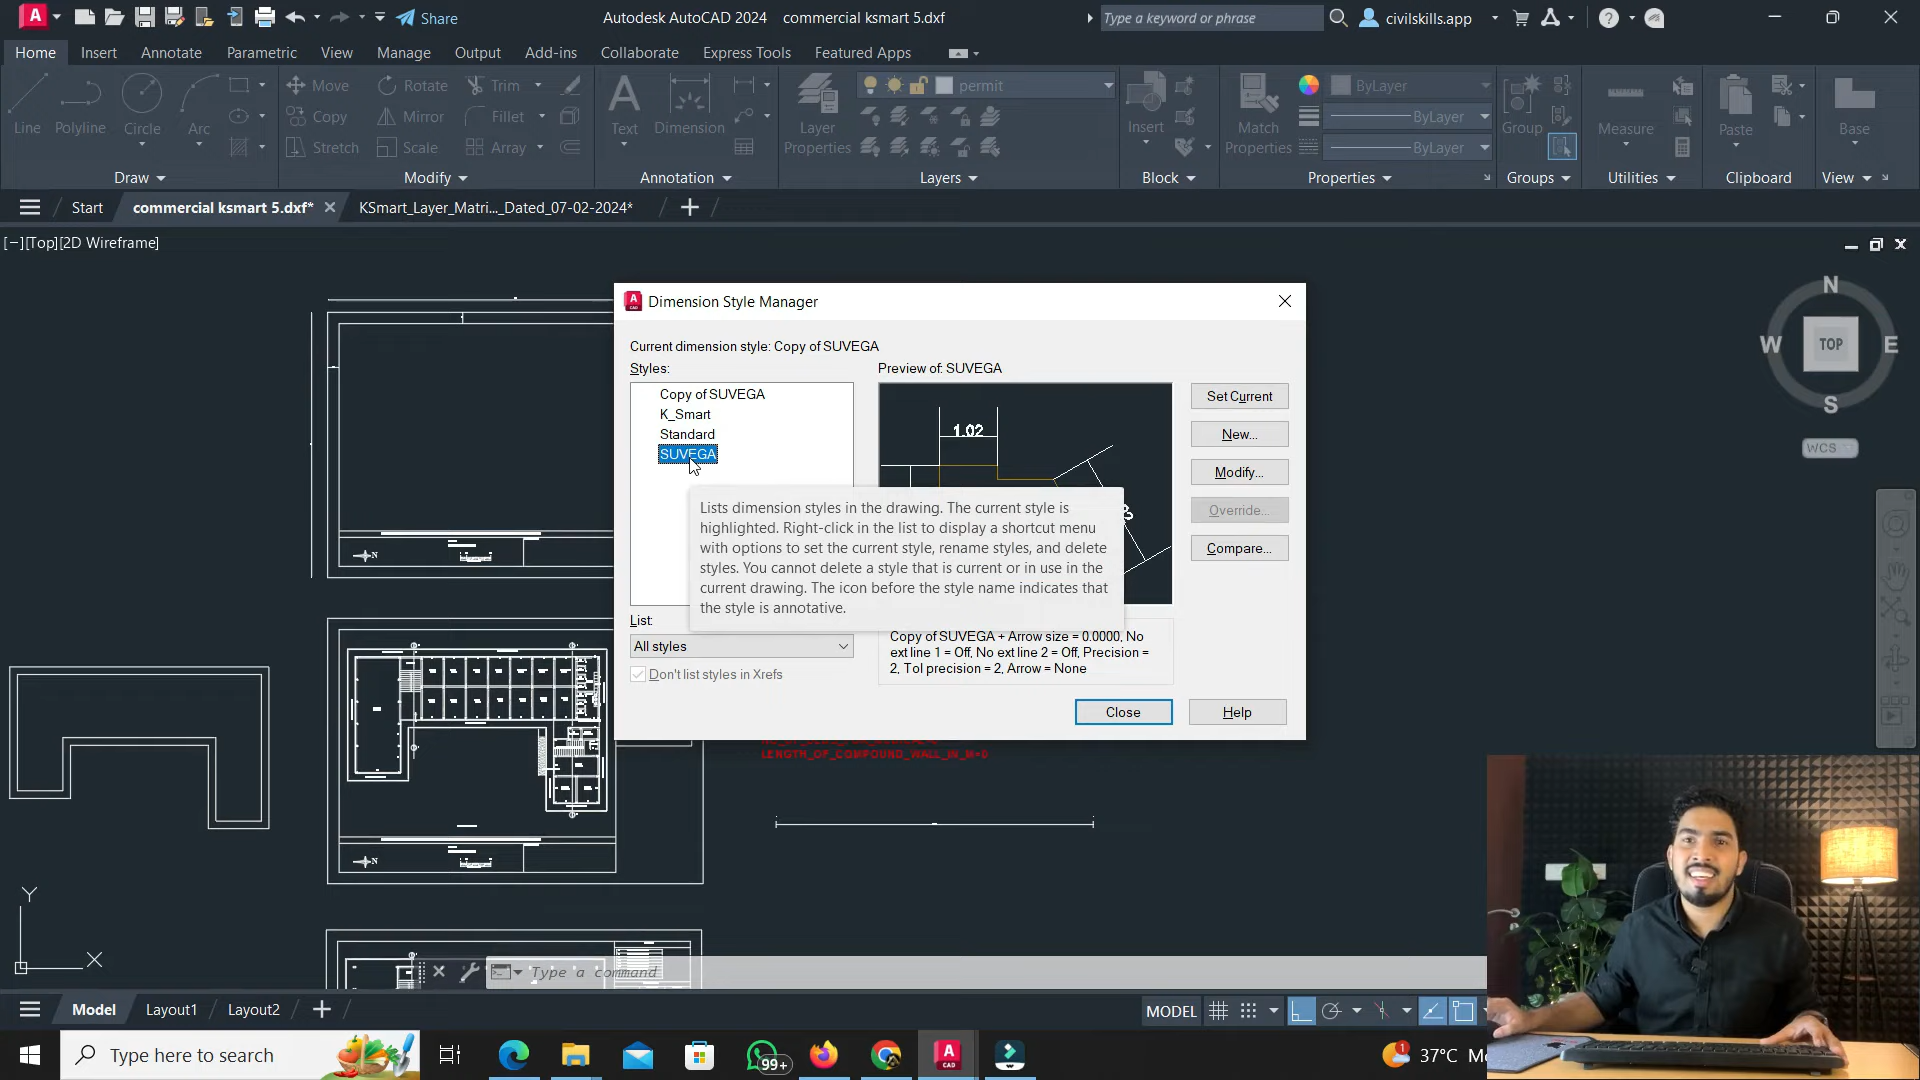 Share
Autodesk AutoCAD 2024 commercial ksmart 5.dxf
Type a keyword or phrase
civilskills.app
Home Insert Annotate Parametric View Manage Output Add-ins Collaborate Express Tools Featured Apps
Line
Polyline
Circle
Arc
Move
Copy
Stretch
Rotate
Mirror
Scale
Trim
Fillet
Array
Text
Dimension
Layer
Properties
permit
Insert
Match
Properties
ByLayer
ByLayer
ByLayer
Group
Measure
Paste
Base
Draw Modify Annotation Layers Block Properties Groups Utilities Clipboard View
Start commercial ksmart 5.dxf* KSmart_Layer_Matri..._Dated_07-02-2024*
[−][Top][2D Wireframe]
N
W TOP E
S
WCS
Dimension Style Manager
Current dimension style: Copy of SUVEGA
Styles:
Copy of SUVEGA
K_Smart
Standard
SUVEGA
Preview of: SUVEGA
1.02
Set Current
New...
Modify...
Override...
Compare...
Lists dimension styles in the drawing. The current style is
highlighted. Right-click in the list to display a shortcut menu
with options to set the current style, rename styles, and delete
styles. You cannot delete a style that is current or in use in the
current drawing. The icon before the style name indicates that
the style is annotative.
List:
All styles
Don't list styles in Xrefs
Copy of SUVEGA + Arrow size = 0.0000, No
ext line 1 = Off, No ext line 2 = Off, Precision =
2, Tol precision = 2, Arrow = None
Close
Help
LENGTH_OF_COMPOUND_WALL_IN_M=0
N
N
Y
X
Type a command
Model Layout1 Layout2
MODEL
Type here to search
99+
37°C